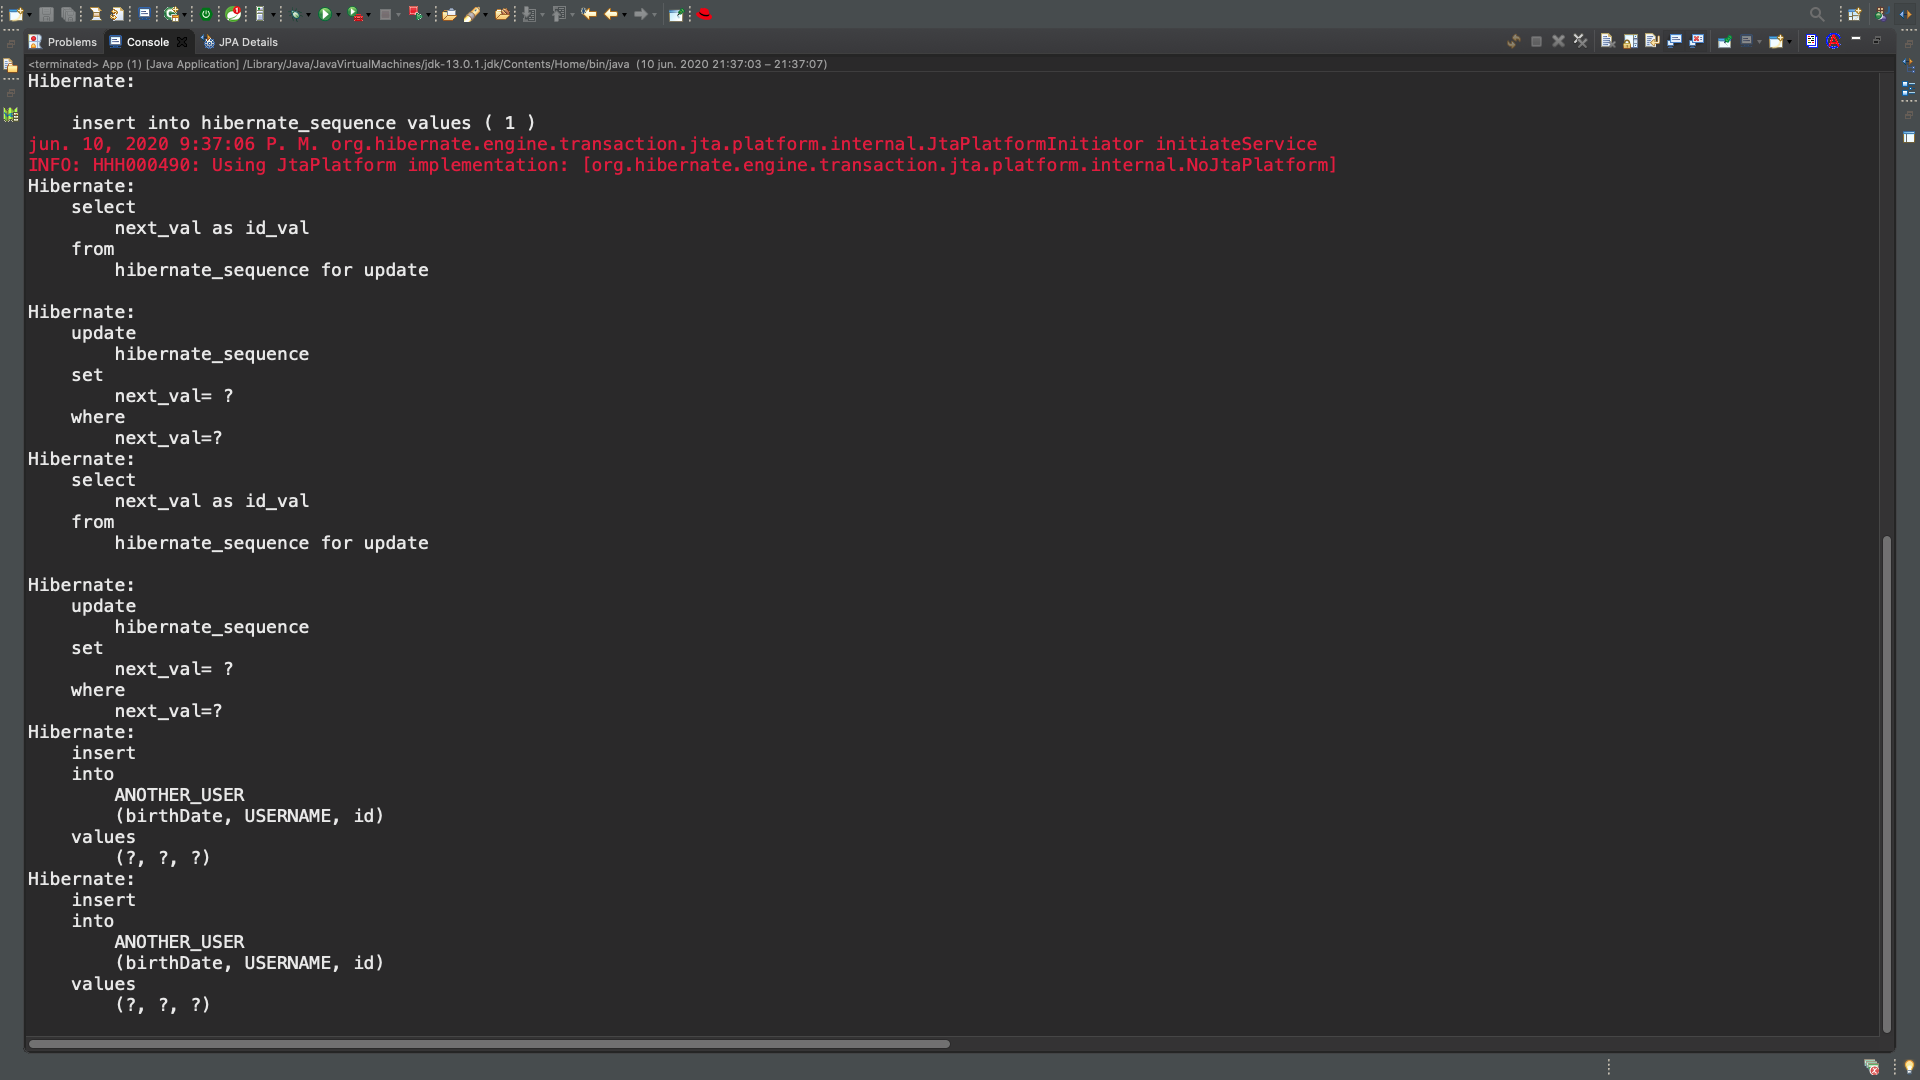 Problems Console JPA Details
<terminated> App (1) [Java Application] /Library/Java/JavaVirtualMachines/jdk-13.0.1.jdk/Contents/Home/bin/java (10 jun. 2020 21:37:03 – 21:37:07)
Hibernate:
insert into hibernate_sequence values ( 1 )
jun. 10, 2020 9:37:06 P. M. org.hibernate.engine.transaction.jta.platform.internal.JtaPlatformInitiator initiateService
INFO: HHH000490: Using JtaPlatform implementation: [org.hibernate.engine.transaction.jta.platform.internal.NoJtaPlatform]
Hibernate:
select
next_val as id_val
from
hibernate_sequence for update
Hibernate:
update
hibernate_sequence
set
next_val= ?
where
next_val=?
Hibernate:
select
next_val as id_val
from
hibernate_sequence for update
Hibernate:
update
hibernate_sequence
set
next_val= ?
where
next_val=?
Hibernate:
insert
into
ANOTHER_USER
(birthDate, USERNAME, id)
values
(?, ?, ?)
Hibernate:
insert
into
ANOTHER_USER
(birthDate, USERNAME, id)
values
(?, ?, ?)